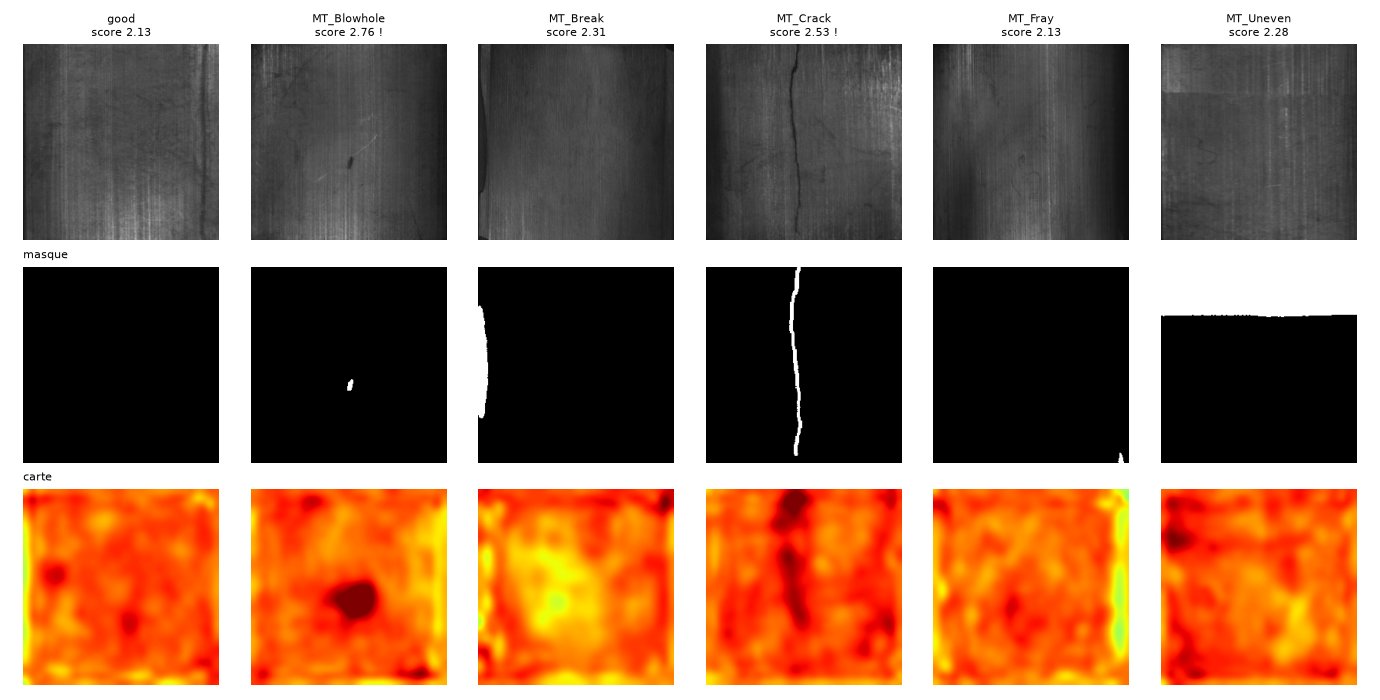 good
score 2.13
MT_Blowhole
score 2.76 !
MT_Break
score 2.31
MT_Crack
score 2.53 !
MT_Fray
score 2.13
MT_Uneven
score 2.28
masque
carte